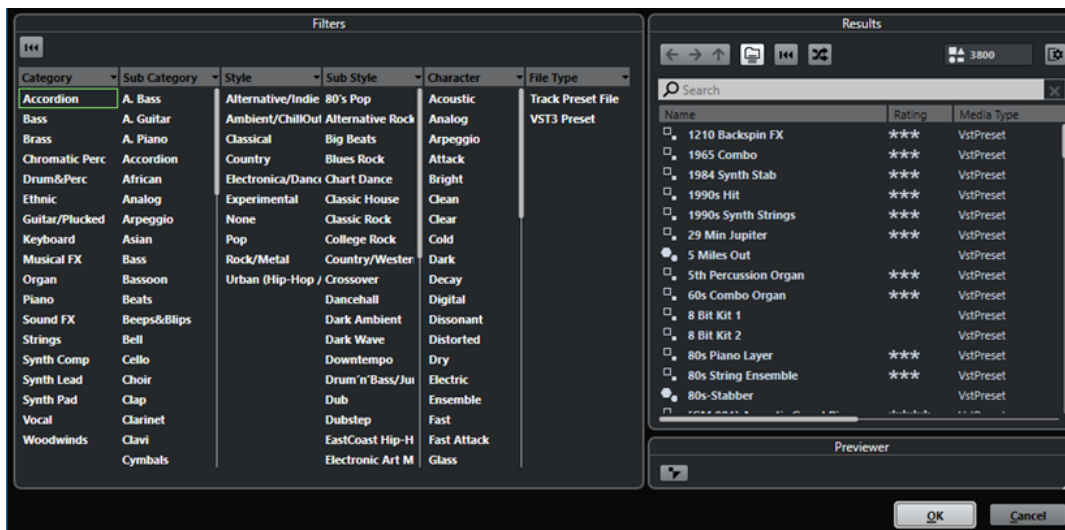 Filters
Category Sub Category Style Sub Style Character File Type
Accordion A. Bass Alternative/Indie 80's Pop Acoustic Track Preset File
Bass A. Guitar Ambient/ChillOut Alternative Rock Analog VST3 Preset
Brass A. Piano Classical Big Beats Arpeggio
Chromatic Perc Accordion Country Blues Rock Attack
Drum&Perc African Electronica/Danc Chart Dance Bright
Ethnic Analog Experimental Classic House Clean
Guitar/Plucked Arpeggio None Classic Rock Clear
Keyboard Asian Pop College Rock Cold
Musical FX Bass Rock/Metal Country/Wester Dark
Organ Bassoon Urban (Hip-Hop / Crossover Decay
Piano Beats Dancehall Digital
Sound FX Beeps&Blips Dark Ambient Dissonant
Strings Bell Dark Wave Distorted
Synth Comp Cello Downtempo Dry
Synth Lead Choir Drum´n´Bass/Ju Electric
Synth Pad Clap Dub Ensemble
Vocal Clarinet Dubstep Fast
Woodwinds Clavi EastCoast Hip-H Fast Attack
Cymbals Electronic Art M Glass
Results
3800
Search
Name Rating Media Type
1210 Backspin FX *** VstPreset
1965 Combo *** VstPreset
1984 Synth Stab *** VstPreset
1990s Hit *** VstPreset
1990s Synth Strings *** VstPreset
29 Min Jupiter *** VstPreset
5 Miles Out VstPreset
5th Percussion Organ *** VstPreset
60s Combo Organ *** VstPreset
8 Bit Kit 1 VstPreset
8 Bit Kit 2 VstPreset
80s Piano Layer *** VstPreset
80s String Ensemble *** VstPreset
80s-Stabber VstPreset
Previewer
OK Cancel